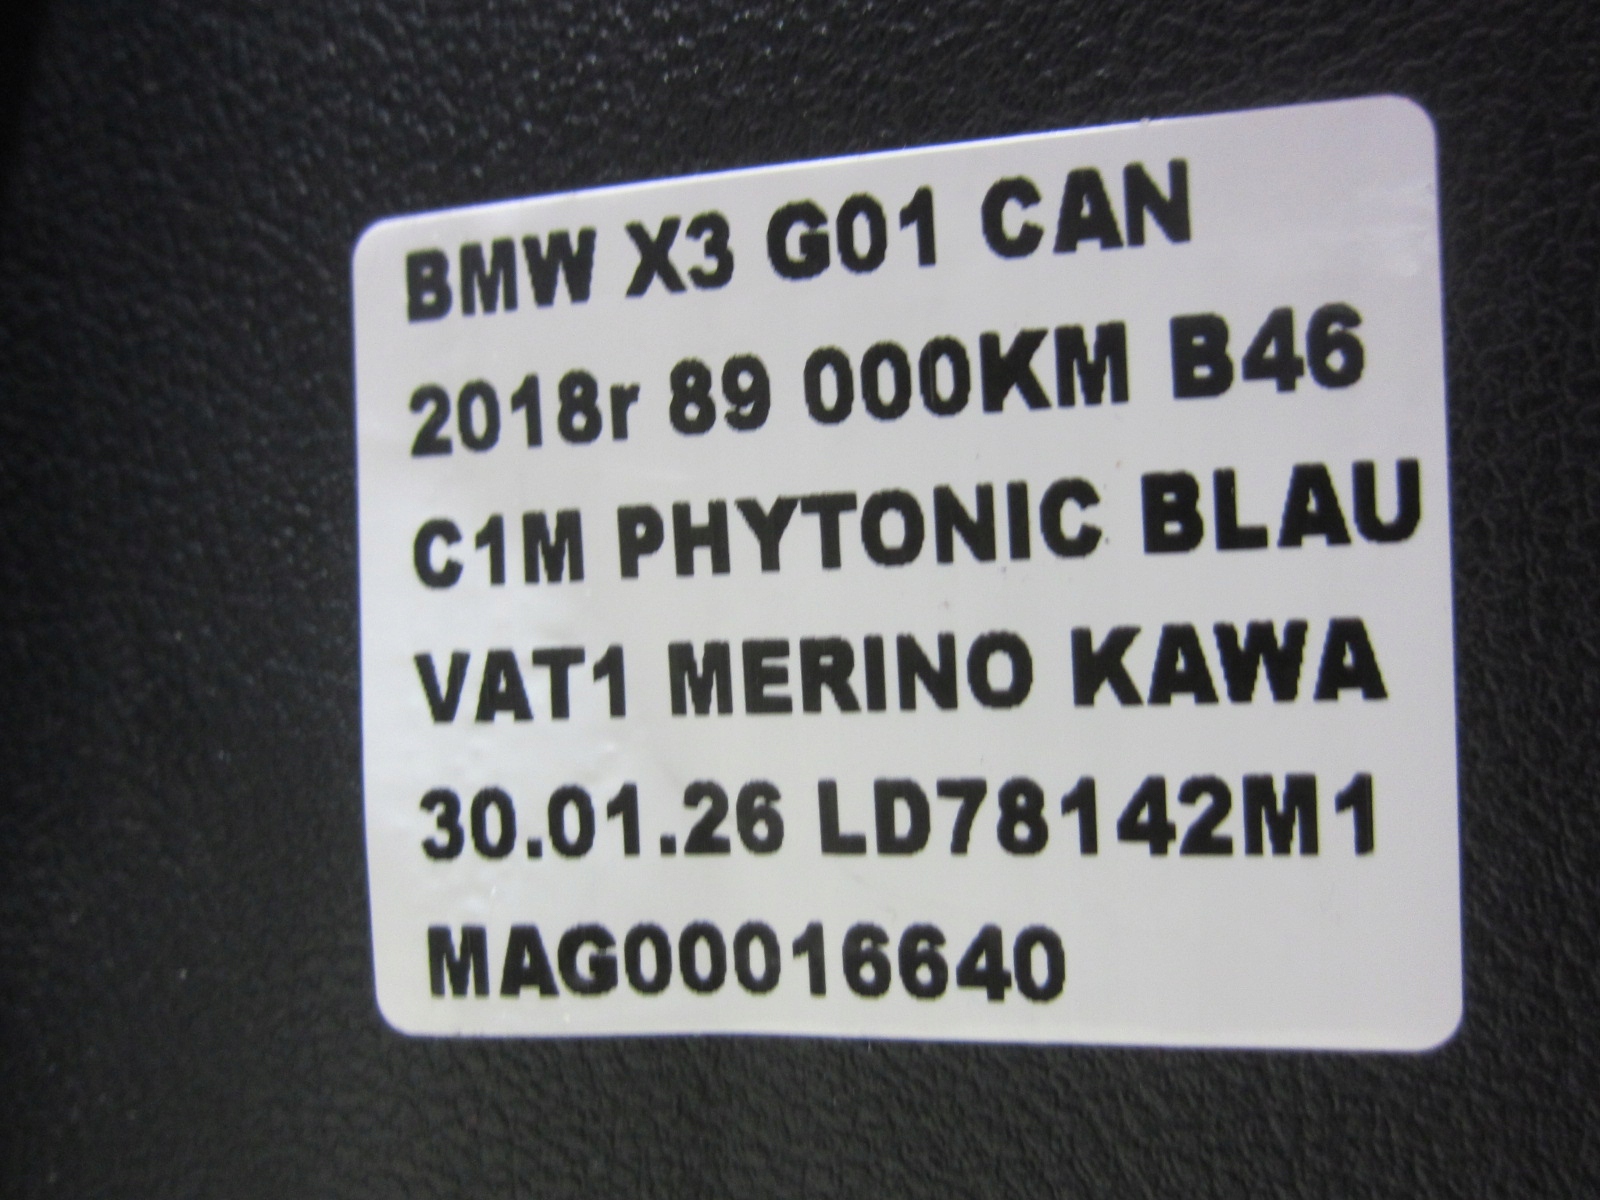 BMW X3 G01 CAN
2018r 89 000KM B46
C1M PHYTONIC BLAU
VAT1 MERINO KAWA
30.01.26 LD78142M1
MAG00016640